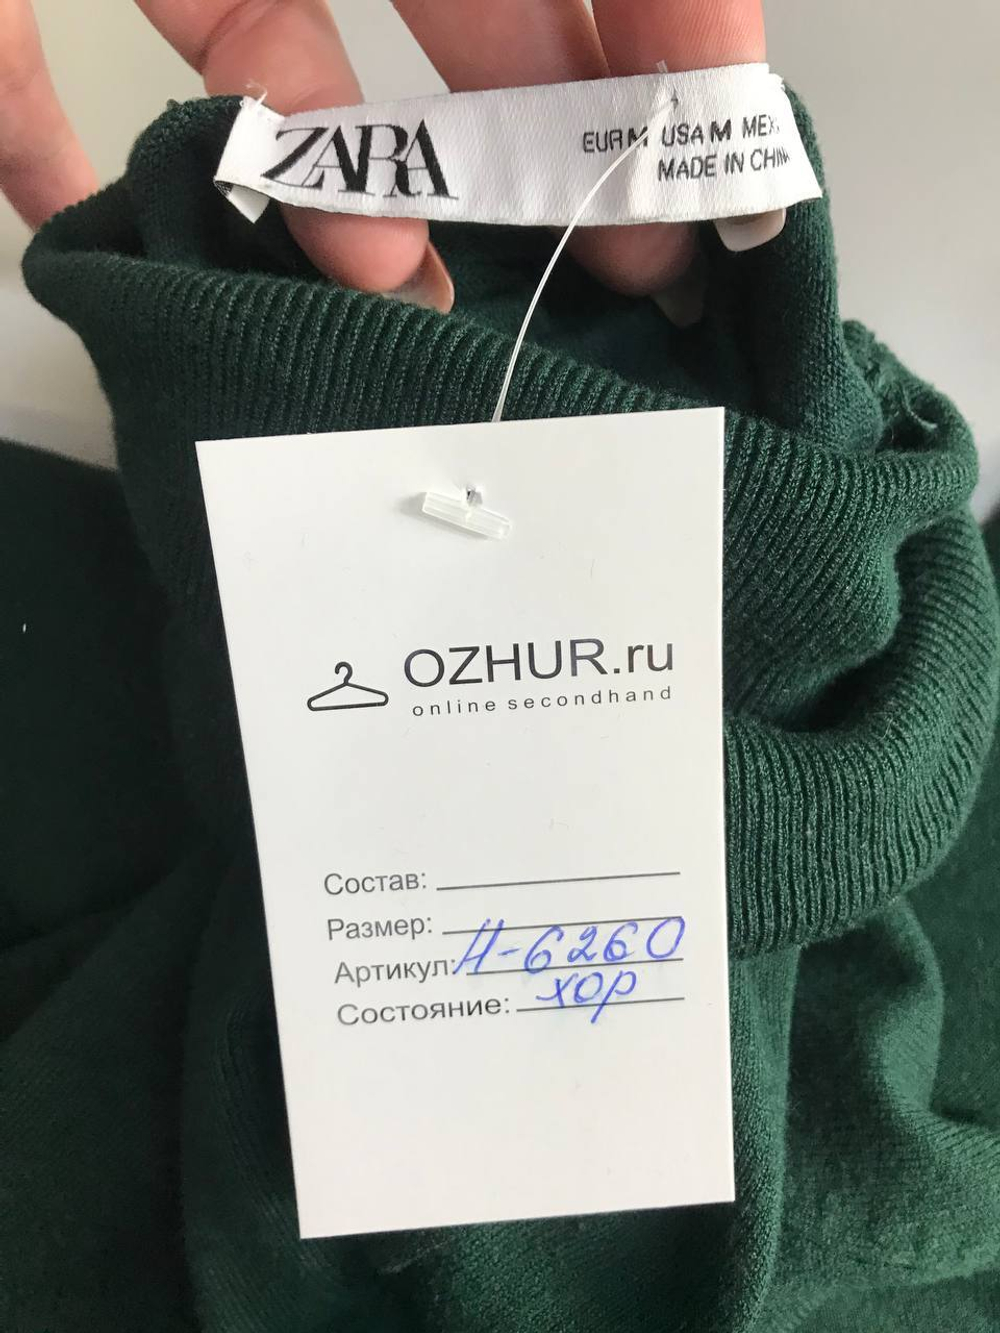 ZARA
EUR M USA M MEX
MADE IN CHINA
OZHUR.ru
online secondhand
Состав:
Размер:
Артикул: Н-6260
Состояние: хор